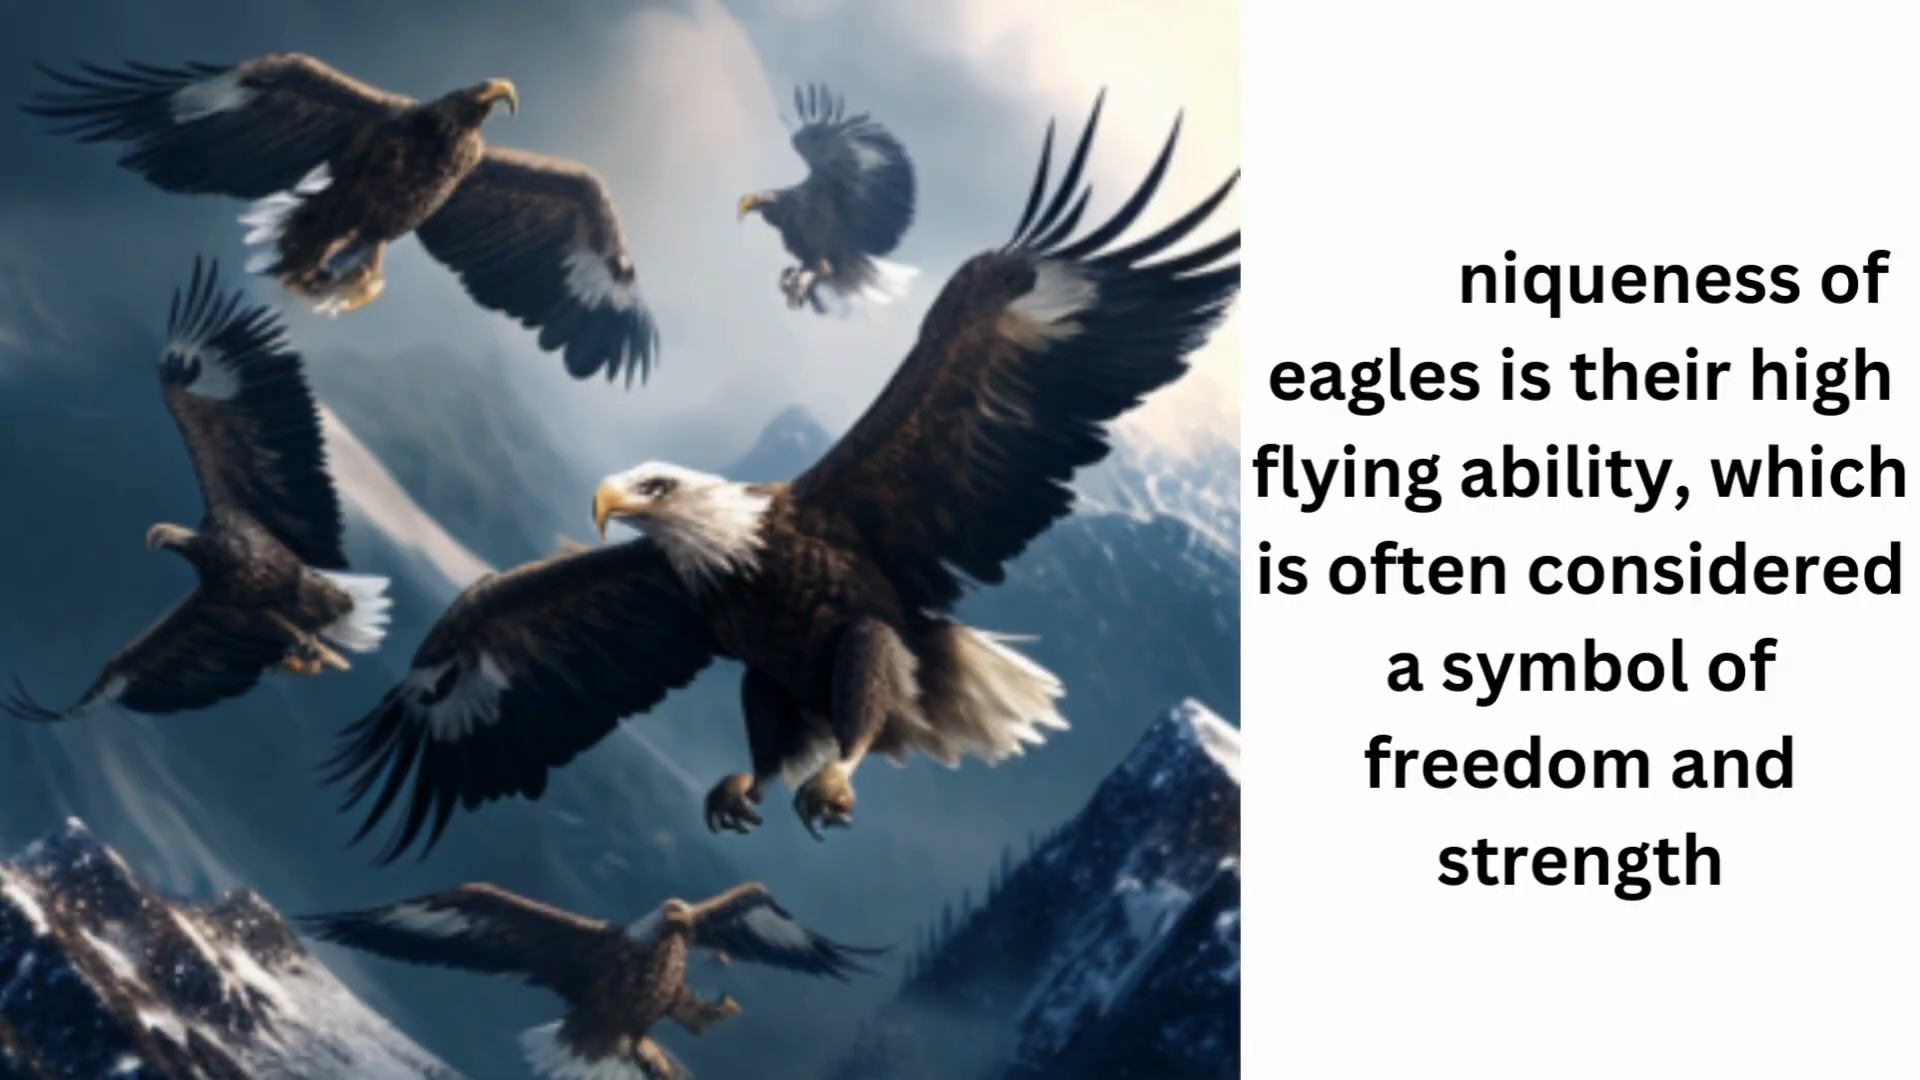 niqueness of
eagles is their high
flying ability, which
is often considered
a symbol of
freedom and
strength